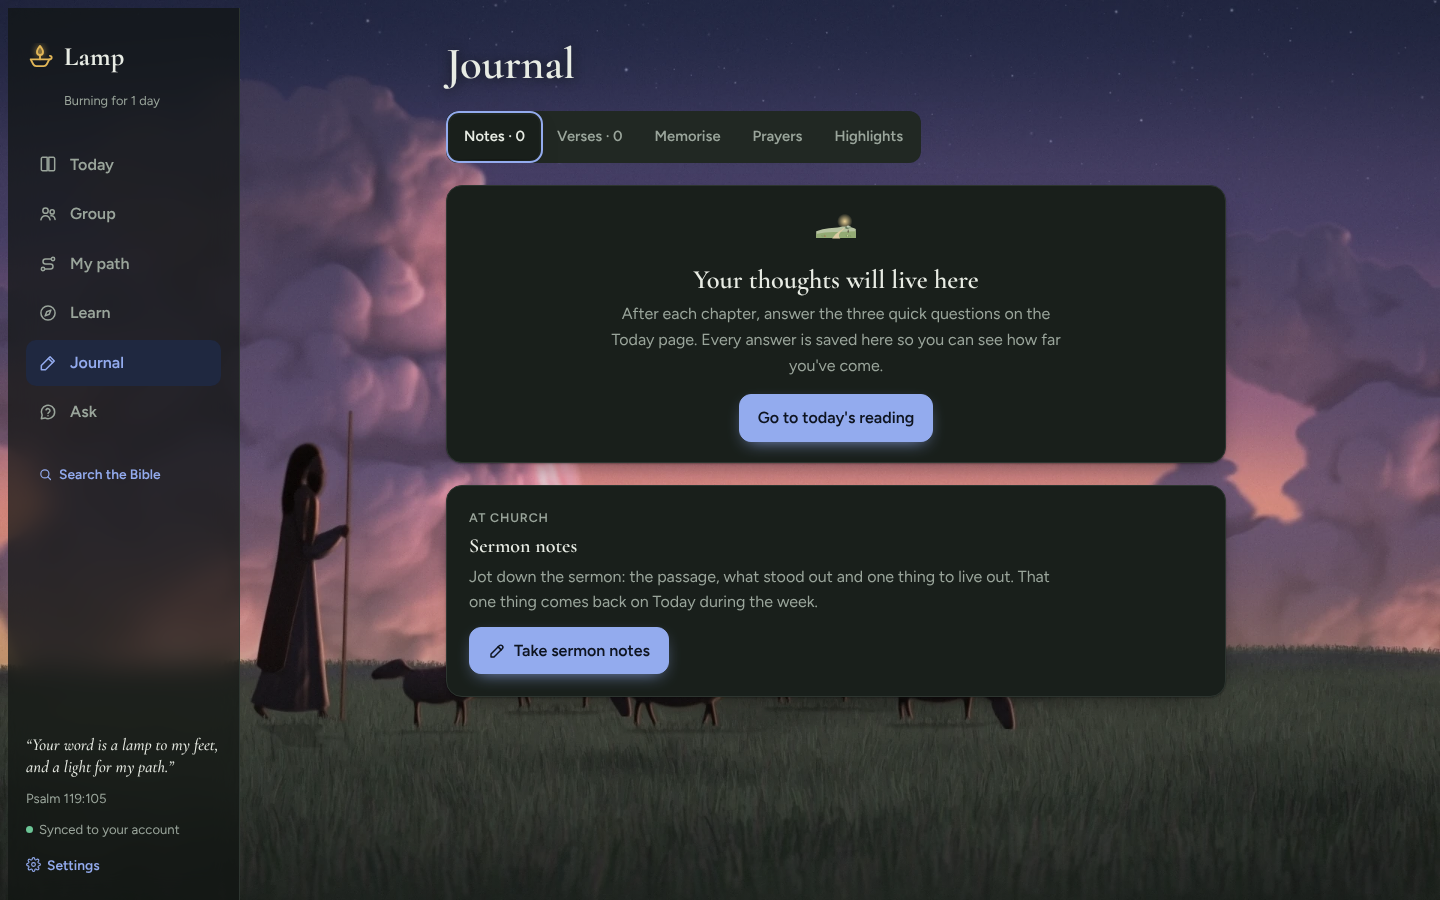 Lamp
Burning for 1 day
Today
Group
My path
Learn
Journal
Ask
Search the Bible
“Your word is a lamp to my feet,
and a light for my path.”
Psalm 119:105
Synced to your account
Settings
Journal
Notes · 0
Verses · 0
Memorise
Prayers
Highlights
Your thoughts will live here
After each chapter, answer the three quick questions on the
Today page. Every answer is saved here so you can see how far
you've come.
Go to today's reading
AT CHURCH
Sermon notes
Jot down the sermon: the passage, what stood out and one thing to live out. That
one thing comes back on Today during the week.
Take sermon notes